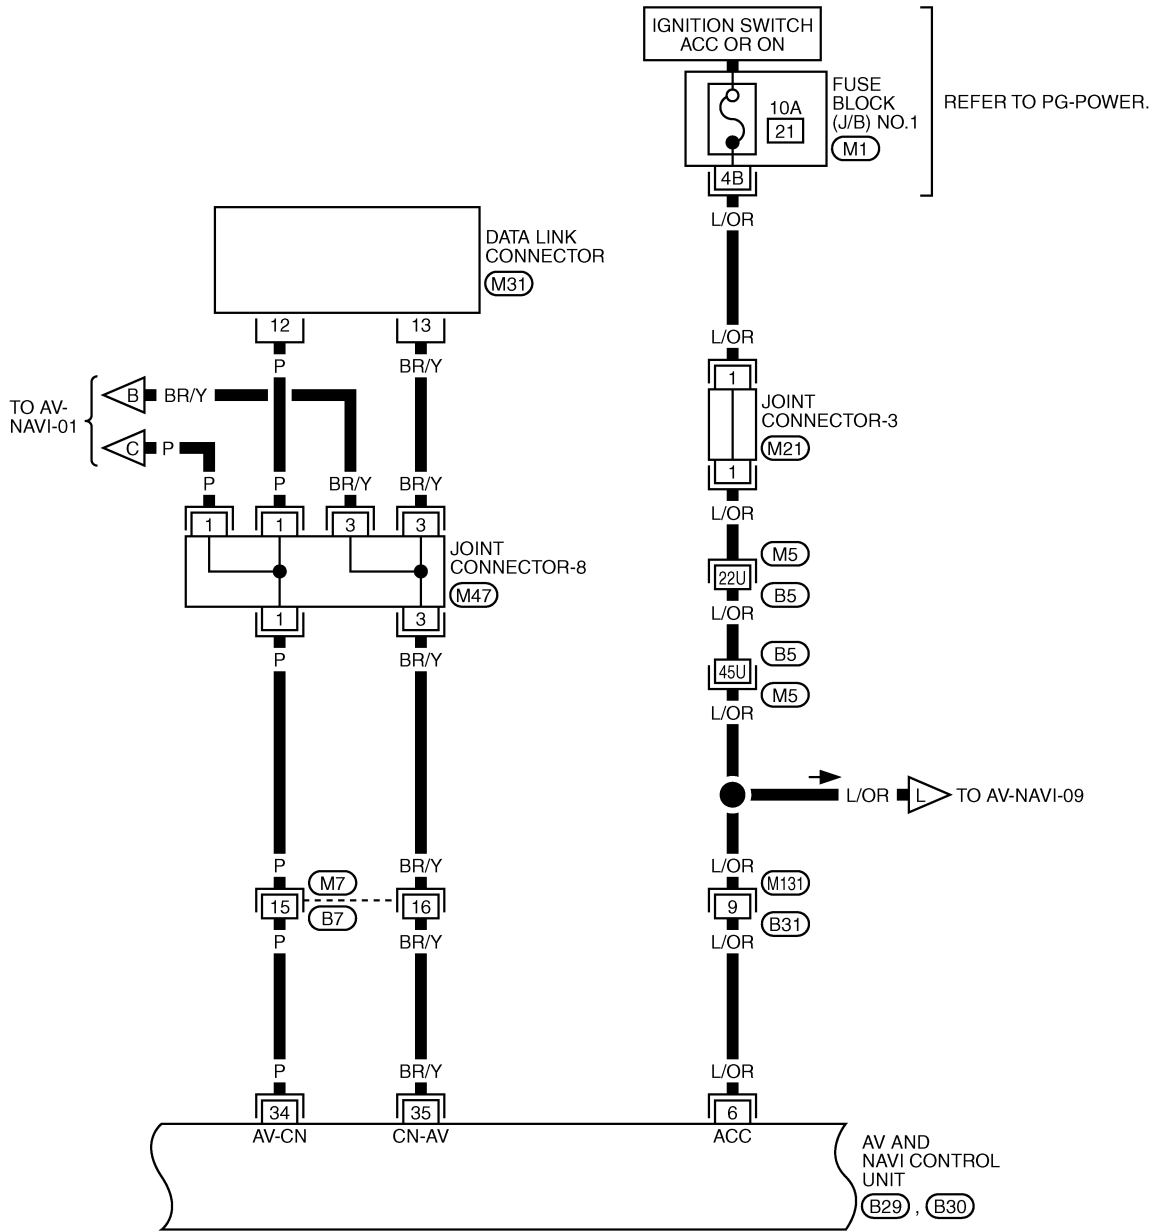 IGNITION SWITCH
ACC OR ON
10A
21
FUSE
BLOCK
(J/B) NO.1
M1
REFER TO PG-POWER.
4B
L/OR
DATA LINK
CONNECTOR
M31
12
13
P
BR/Y
L/OR
TO AV-
NAVI-01
B
BR/Y
C
P
1
JOINT
CONNECTOR-3
M21
1
P
P
BR/Y
BR/Y
1
1
3
3
L/OR
JOINT
CONNECTOR-8
M47
1
3
P
BR/Y
M5
22U
B5
L/OR
B5
45U
M5
L/OR
L/OR
L
TO AV-NAVI-09
P
BR/Y
L/OR
M7
15
16
B7
M131
9
B31
P
BR/Y
L/OR
P
BR/Y
L/OR
34
35
6
AV-CN
CN-AV
ACC
AV AND
NAVI CONTROL
UNIT
B29 , B30